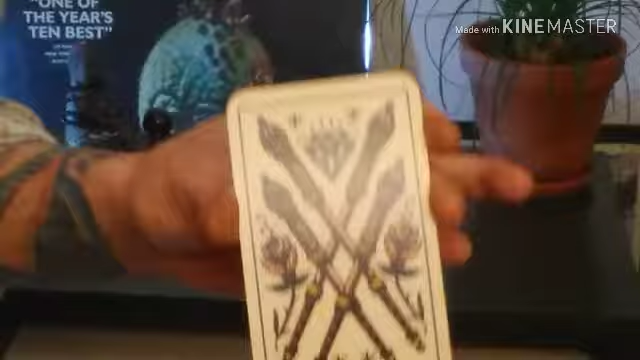 "ONE OF
THE YEAR'S
TEN BEST"
Made with KINEMASTER